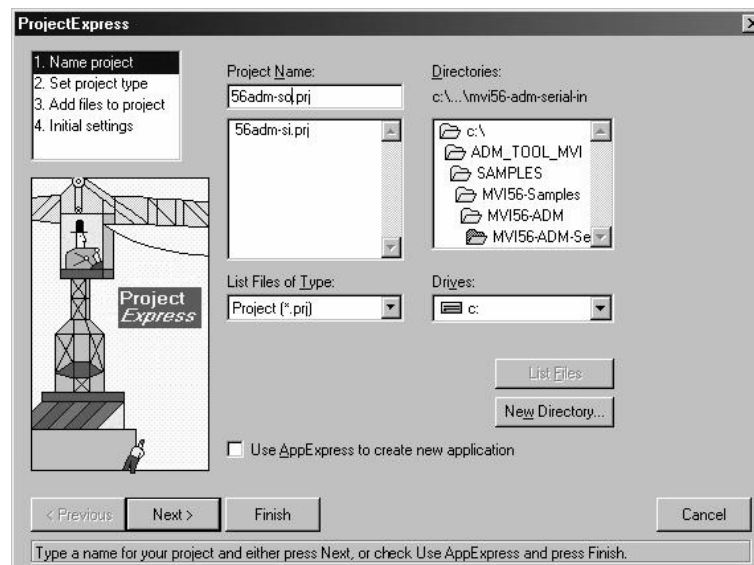 ProjectExpress
1. Name project
2. Set project type
3. Add files to project
4. Initial settings
Project Name:
56adm-so.prj
56adm-si.prj
List Files of Type:
Project (*.prj)
Directories:
c:\...\mvi56-adm-serial-in
c:\
ADM_TOOL_MVI
SAMPLES
MVI56-Samples
MVI56-ADM
MVI56-ADM-Se
Drives:
c:
Project
Express
List Files
New Directory...
Use AppExpress to create new application
< Previous
Next >
Finish
Cancel
Type a name for your project and either press Next, or check Use AppExpress and press Finish.